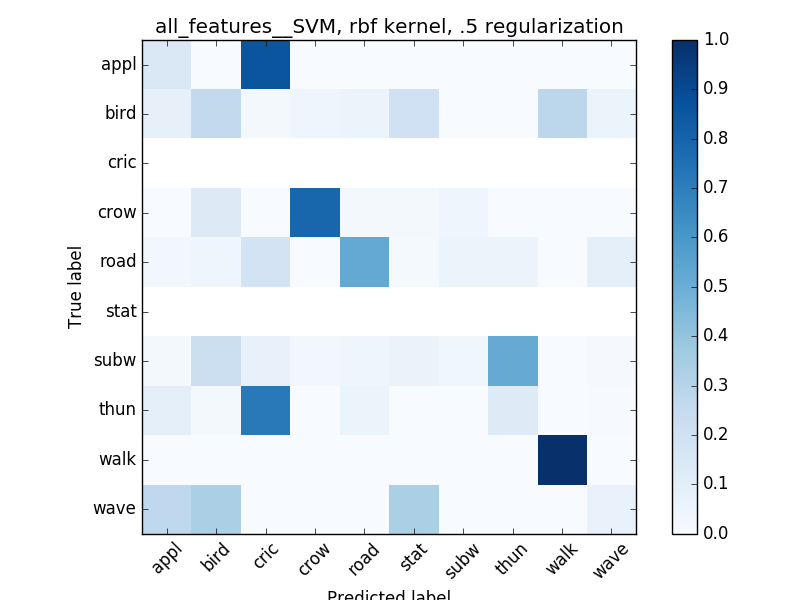 all_features__SVM, rbf kernel, .5 regularization
True label
appl
bird
cric
crow
road
stat
subw
thun
walk
wave
appl
bird
cric
crow
road
stat
subw
thun
walk
wave
Predicted label
1.0
0.9
0.8
0.7
0.6
0.5
0.4
0.3
0.2
0.1
0.0